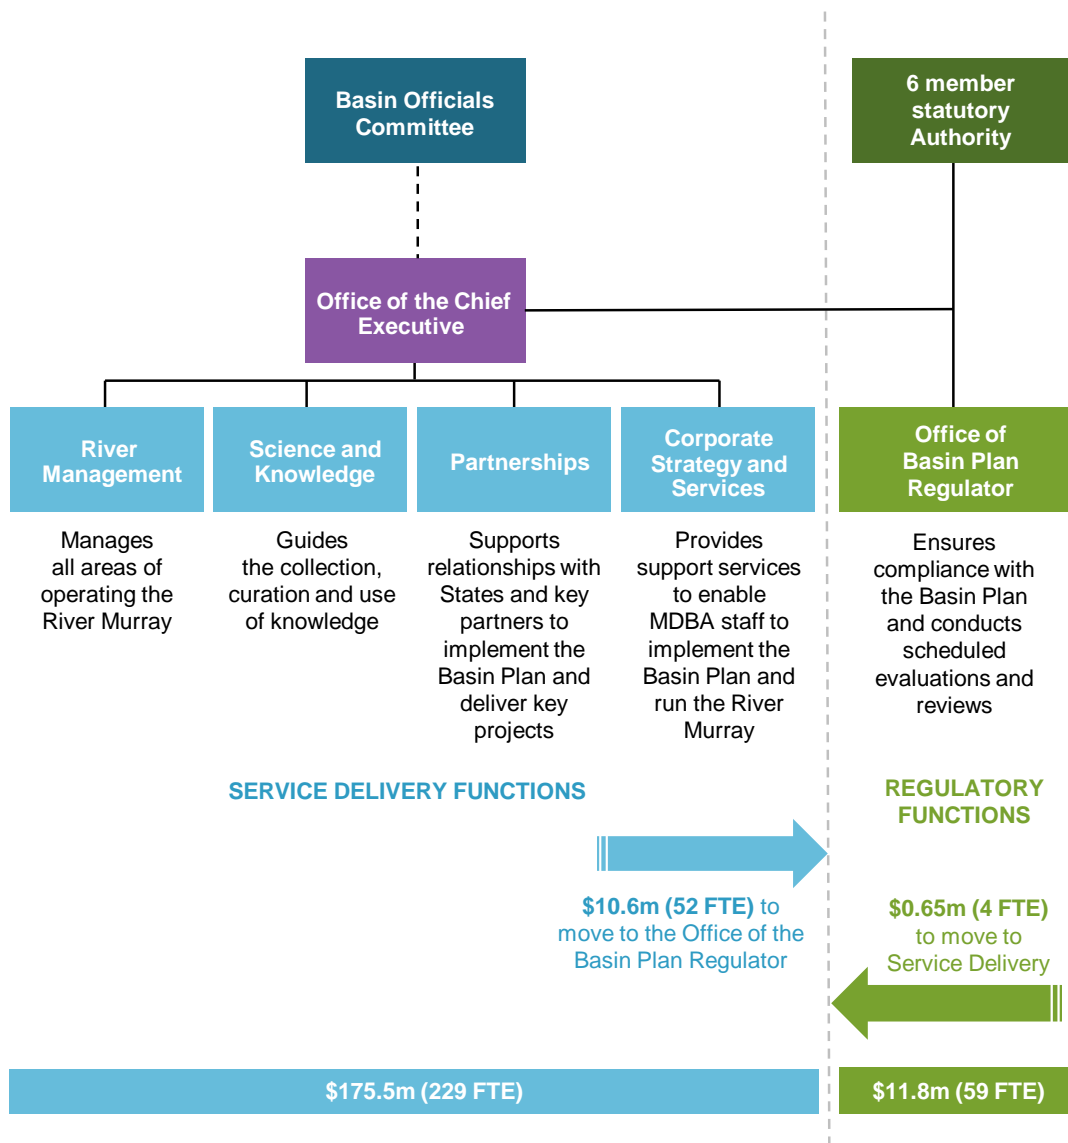 Basin Officials
Committee
6 member
statutory
Authority
Office of the Chief
Executive
River
Management
Science and
Knowledge
Partnerships
Corporate
Strategy and
Services
Office of
Basin Plan
Regulator
Manages
all areas of
operating the
River Murray
Guides
the collection,
curation and use
of knowledge
Supports
relationships with
States and key
partners to
implement the
Basin Plan and
deliver key
projects
Provides
support services
to enable
MDBA staff to
implement the
Basin Plan and
run the River
Murray
Ensures
compliance with
the Basin Plan
and conducts
scheduled
evaluations and
reviews
SERVICE DELIVERY FUNCTIONS
REGULATORY
FUNCTIONS
$10.6m (52 FTE) to
move to the Office of the
Basin Plan Regulator
$0.65m (4 FTE)
to move to
Service Delivery
$175.5m (229 FTE)
$11.8m (59 FTE)